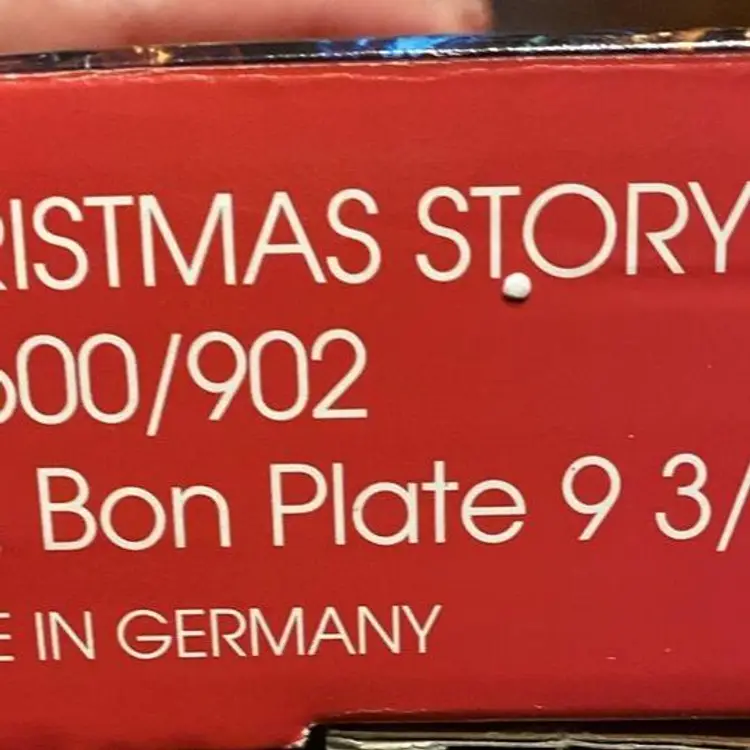 RISTMAS STORY
600/902
Bon Plate 9 3/
E IN GERMANY